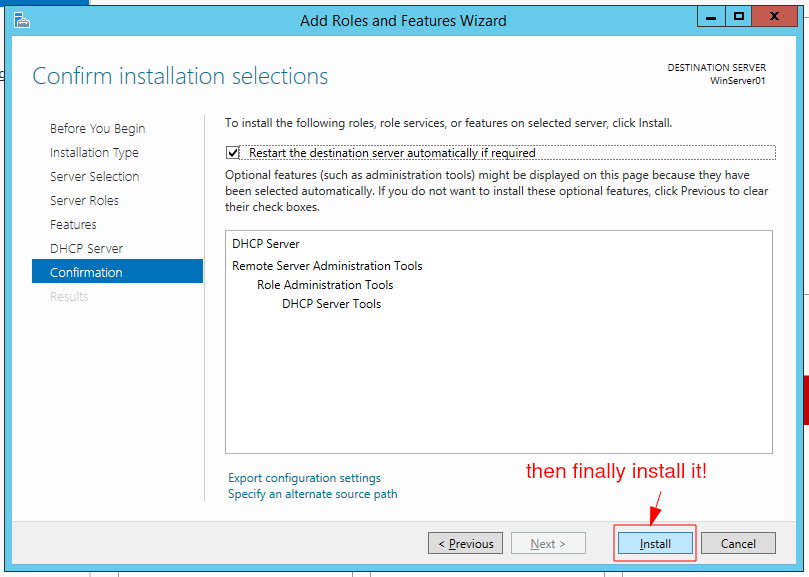 Add Roles and Features Wizard
Confirm installation selections
DESTINATION SERVER
WinServer01
Before You Begin
Installation Type
Server Selection
Server Roles
Features
DHCP Server
Confirmation
Results
To install the following roles, role services, or features on selected server, click Install.
Restart the destination server automatically if required
Optional features (such as administration tools) might be displayed on this page because they have
been selected automatically. If you do not want to install these optional features, click Previous to clear
their check boxes.
DHCP Server
Remote Server Administration Tools
Role Administration Tools
DHCP Server Tools
Export configuration settings
Specify an alternate source path
then finally install it!
< Previous
Next >
Install
Cancel